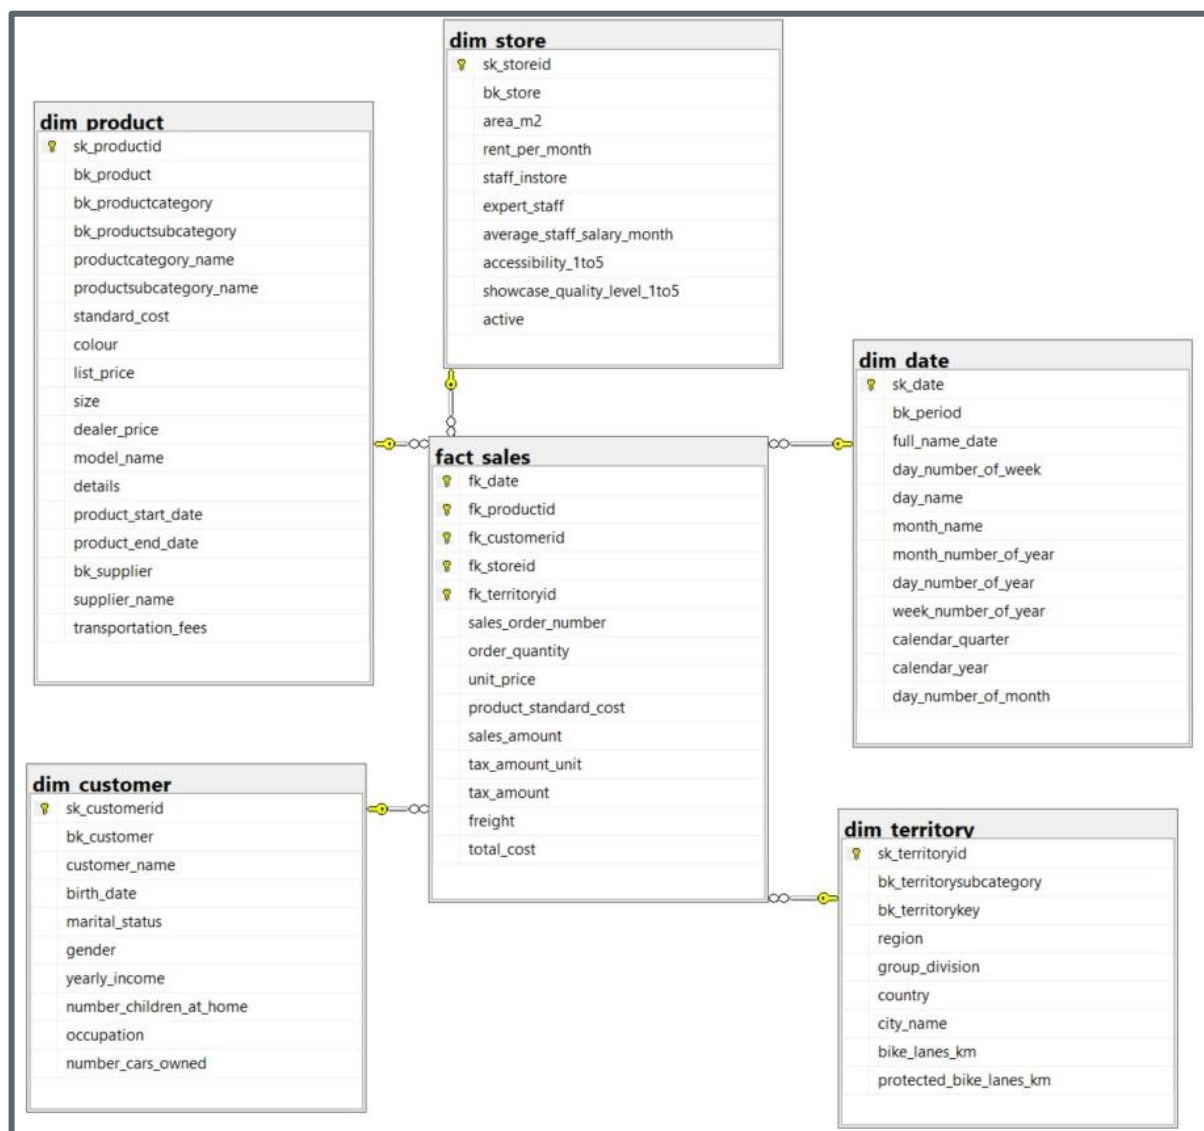 dim_store
sk_storeid
bk_store
area_m2
rent_per_month
staff_instore
expert_staff
average_staff_salary_month
accessibility_1to5
showcase_quality_level_1to5
active
dim_product
sk_productid
bk_product
bk_productcategory
bk_productsubcategory
productcategory_name
productsubcategory_name
standard_cost
colour
list_price
size
dealer_price
model_name
details
product_start_date
product_end_date
bk_supplier
supplier_name
transportation_fees
dim_date
sk_date
bk_period
full_name_date
day_number_of_week
day_name
month_name
month_number_of_year
day_number_of_year
week_number_of_year
calendar_quarter
calendar_year
day_number_of_month
fact_sales
fk_date
fk_productid
fk_customerid
fk_storeid
fk_territoryid
sales_order_number
order_quantity
unit_price
product_standard_cost
sales_amount
tax_amount_unit
tax_amount
freight
total_cost
dim_customer
sk_customerid
bk_customer
customer_name
birth_date
marital_status
gender
yearly_income
number_children_at_home
occupation
number_cars_owned
dim_territory
sk_territoryid
bk_territorysubcategory
bk_territorykey
region
group_division
country
city_name
bike_lanes_km
protected_bike_lanes_km